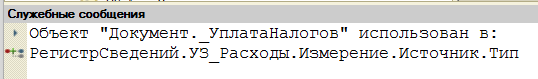 Служебные сообщения
Объект "Документ._УплатаНалогов" использован в:
РегистрСведений.УЗ_Расходы.Измерение.Источник.Тип